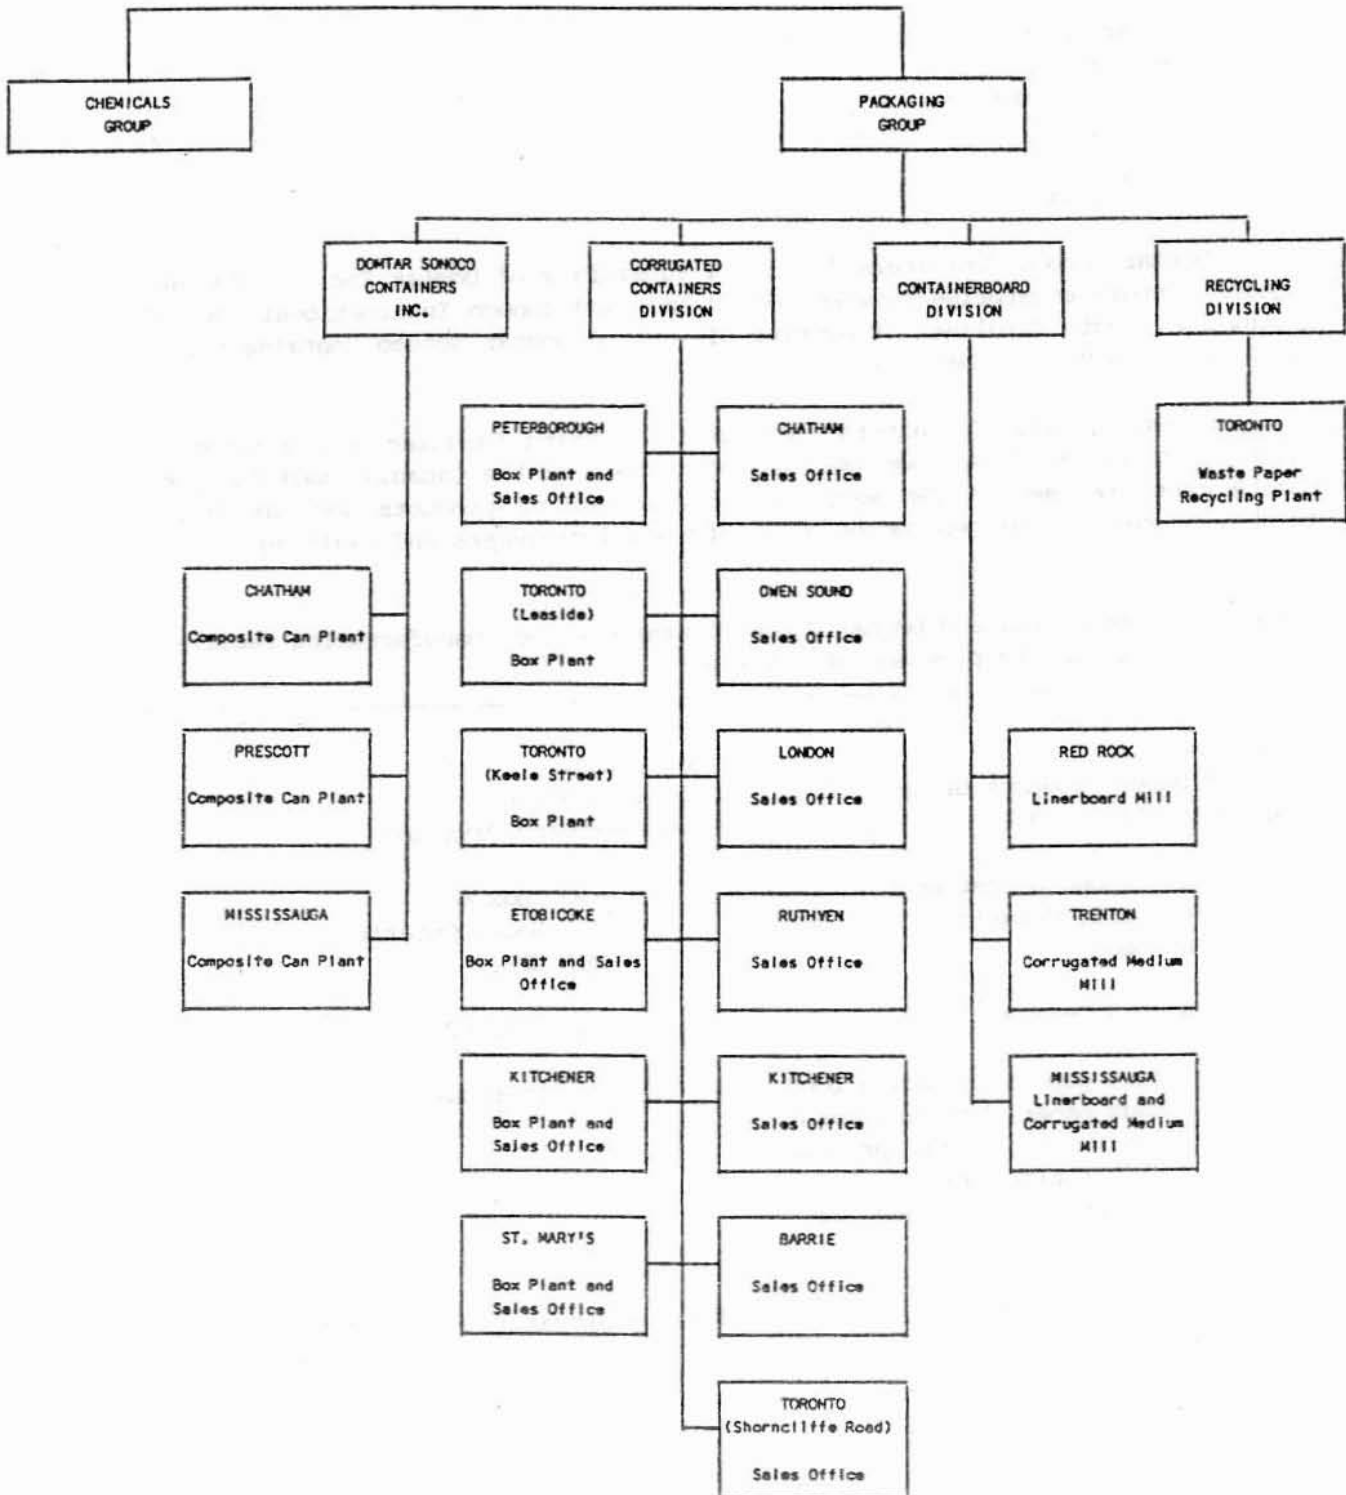 CHEMICALS
GROUP
PACKAGING
GROUP
DOMTAR SONOCO
CONTAINERS
INC.
CORRUGATED
CONTAINERS
DIVISION
CONTAINERBOARD
DIVISION
RECYCLING
DIVISION
PETERBOROUGH
Box Plant and
Sales Office
CHATHAM
Sales Office
TORONTO
Waste Paper
Recycling Plant
CHATHAM
Composite Can Plant
TORONTO
(Leaside)
Box Plant
OWEN SOUND
Sales Office
PRESCOTT
Composite Can Plant
TORONTO
(Keele Street)
Box Plant
LONDON
Sales Office
RED ROCK
Linerboard Mill
MISSISSAUGA
Composite Can Plant
ETOBICOKE
Box Plant and Sales
Office
RUTHVEN
Sales Office
TRENTON
Corrugated Medium
Mill
KITCHENER
Box Plant and
Sales Office
KITCHENER
Sales Office
MISSISSAUGA
Linerboard and
Corrugated Medium
Mill
ST. MARY'S
Box Plant and
Sales Office
BARRIE
Sales Office
TORONTO
(Shorncliffe Road)
Sales Office